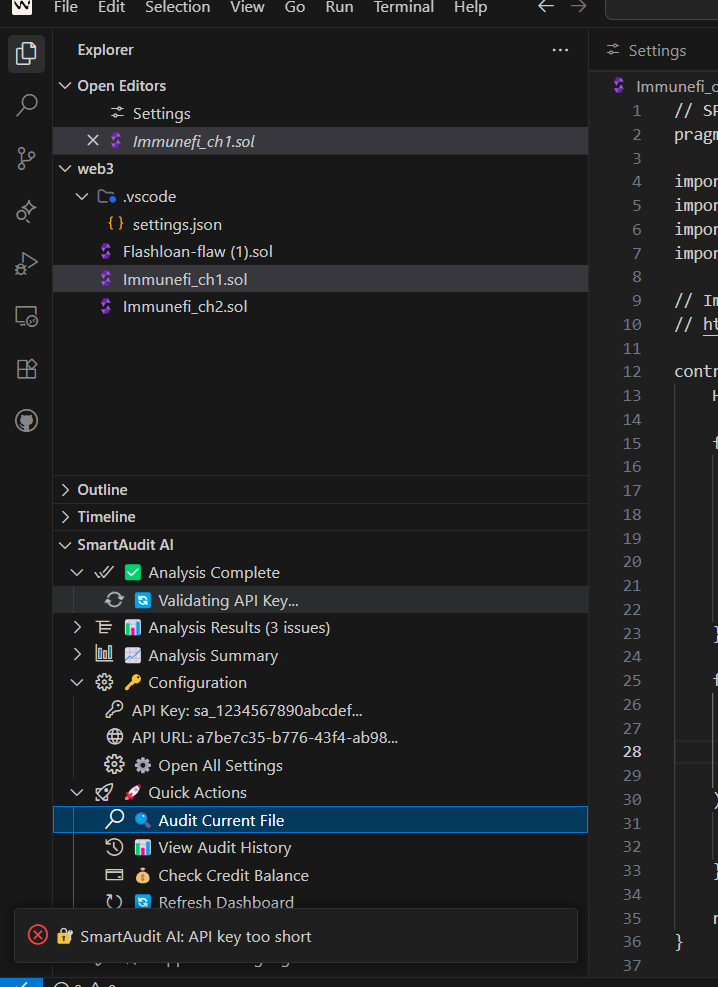 File Edit Selection View Go Run Terminal Help
Explorer
Settings
Open Editors
Settings
Immunefi_ch1.sol
web3
.vscode
settings.json
Flashloan-flaw (1).sol
Immunefi_ch1.sol
Immunefi_ch2.sol
Outline
Timeline
SmartAudit AI
Analysis Complete
Validating API Key...
Analysis Results (3 issues)
Analysis Summary
Configuration
API Key: sa_1234567890abcdef...
API URL: a7be7c35-b776-43f4-ab98...
Open All Settings
Quick Actions
Audit Current File
View Audit History
Check Credit Balance
Refresh Dashboard
SmartAudit AI: API key too short
Immunefi_c
1 // SP
2 pragm
3
4 impor
5 impor
6 impor
7 impor
8
9 // Im
10 // ht
11
12 contr
13
14
15 f
16
17
18
19
20
21
22
23 }
24
25 f
26
27
28
29
30 )
31
32
33 }
34
35
36 }
37